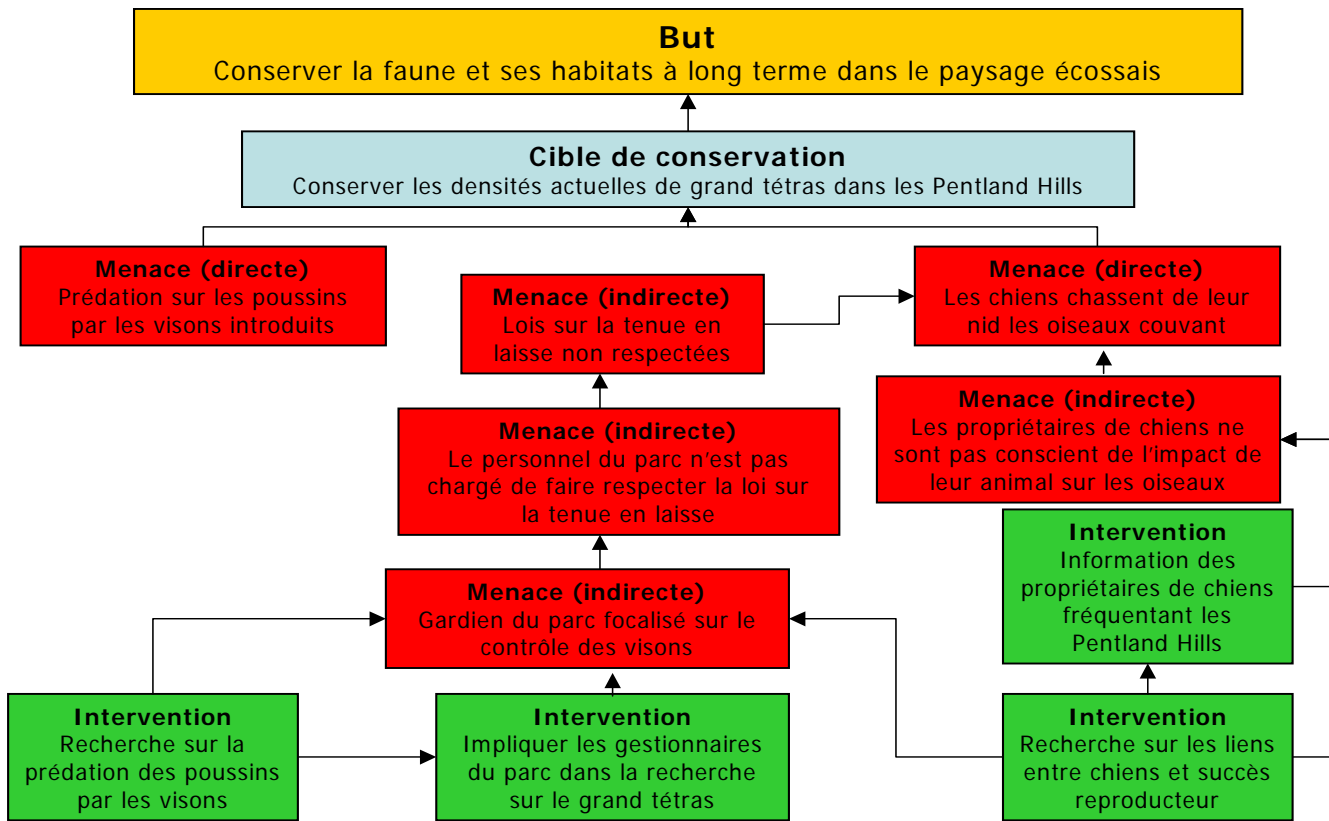 But
Conserver la faune et ses habitats à long terme dans le paysage écossais
Cible de conservation
Conserver les densités actuelles de grand tétras dans les Pentland Hills
Menace (directe)
Prédation sur les poussins
par les visons introduits
Menace (indirecte)
Lois sur la tenue en
laisse non respectées
Menace (directe)
Les chiens chassent de leur
nid les oiseaux couvant
Menace (indirecte)
Les propriétaires de chiens ne
sont pas conscient de l'impact de
leur animal sur les oiseaux
Menace (indirecte)
Le personnel du parc n'est pas
chargé de faire respecter la loi sur
la tenue en laisse
Intervention
Information des
propriétaires de chiens
fréquentant les
Pentland Hills
Menace (indirecte)
Gardien du parc focalisé sur le
contrôle des visons
Intervention
Recherche sur la
prédation des poussins
par les visons
Intervention
Impliquer les gestionnaires
du parc dans la recherche
sur le grand tétras
Intervention
Recherche sur les liens
entre chiens et succès
reproducteur